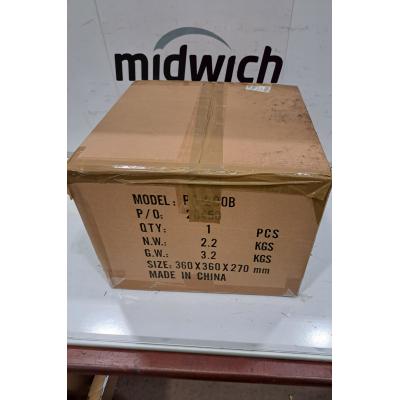 midwich
MODEL:
P/O:
QTY: 1 PCS
N.W.: 2.2 KGS
G.W.: 3.2 KGS
SIZE: 360X360X270 mm
MADE IN CHINA